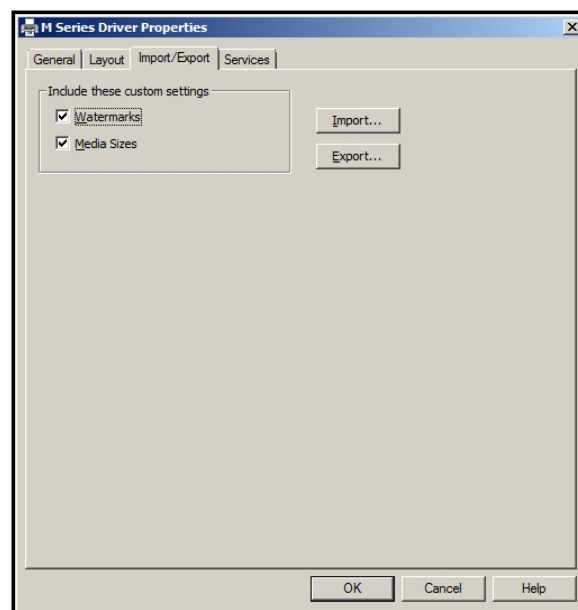 M Series Driver Properties
General Layout Import/Export Services
Include these custom settings
Watermarks
Import...
Media Sizes
Export...
OK Cancel Help